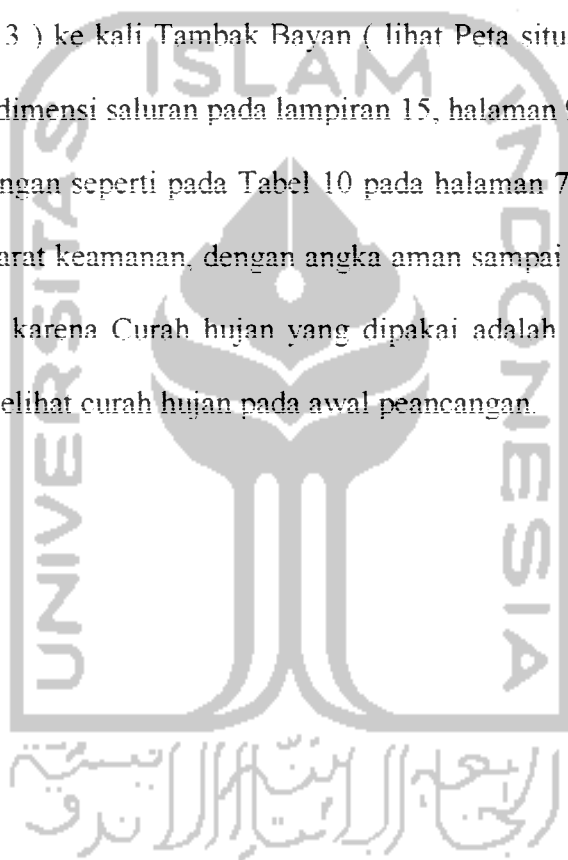 3 ) ke kali Tambak Bayan ( lihat Peta situ
dimensi saluran pada lampiran 15, halaman 9
ngan seperti pada Tabel 10 pada halaman 7
arat keamanan, dengan angka aman sampai
karena Curah hujan yang dipakai adalah
elihat curah hujan pada awal peancangan.
UNIVERSITAS
ISLAM
INDONESIA